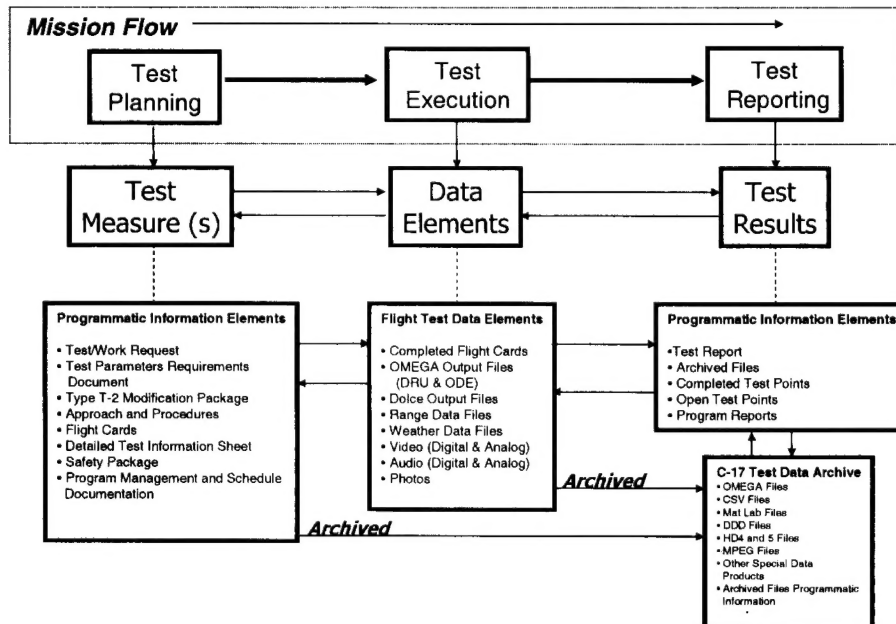 Mission Flow
Test
Planning
Test
Execution
Test
Reporting
Test
Measure (s)
Data
Elements
Test
Results
Programmatic Information Elements
• Test/Work Request
• Test Parameters Requirements
Document
• Type T-2 Modification Package
• Approach and Procedures
• Flight Cards
• Detailed Test Information Sheet
• Safety Package
• Program Management and Schedule
Documentation
Flight Test Data Elements
• Completed Flight Cards
• OMEGA Output Files
(DRU & ODE)
• Dolce Output Files
• Range Data Files
• Weather Data Files
• Video (Digital & Analog)
• Audio (Digital & Analog)
• Photos
Programmatic Information Elements
•Test Report
• Archived Files
• Completed Test Points
• Open Test Points
• Program Reports
Archived
Archived
C-17 Test Data Archive
• OMEGA Files
• CSV Files
• Mat Lab Files
• DDD Files
• HD4 and 5 Files
• MPEG Files
• Other Special Data
Products
• Archived Files Programmatic
Information